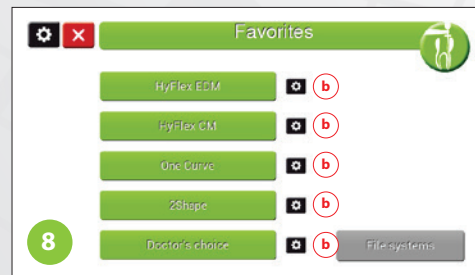 Favorites
HyFlex EDM
b
HyFlex CM
b
One Curve
b
2Shape
b
8
Doctor's choice
b
File systems